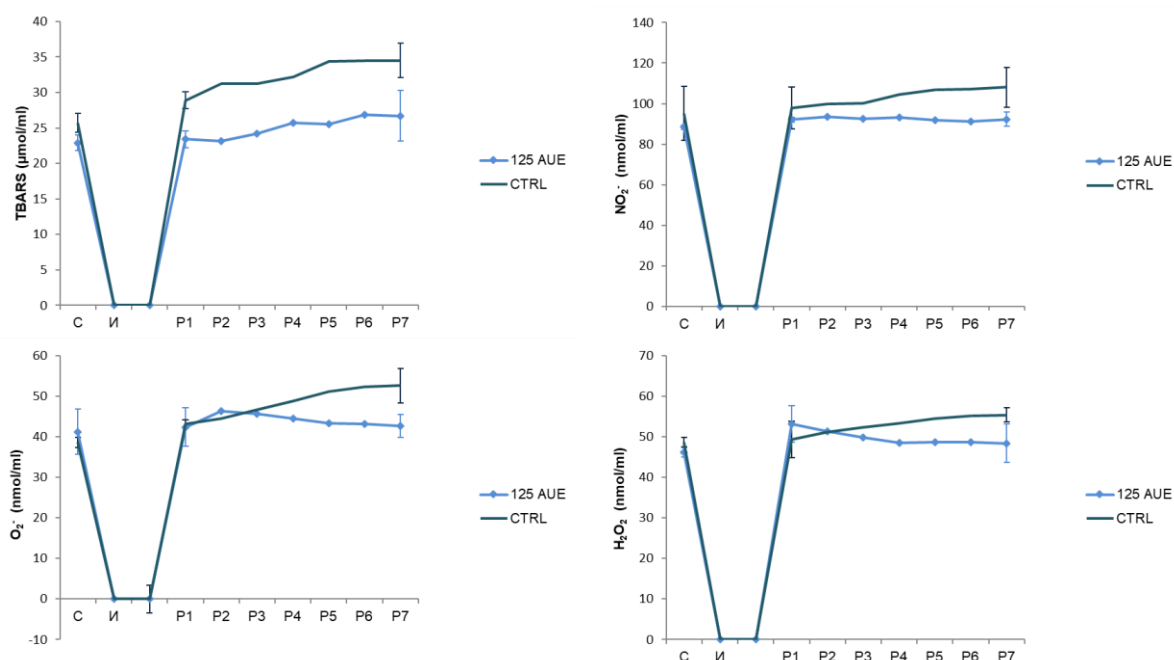 40
35
30
25
20
15
10
5
0
TBARS (µmol/ml)
С И P1 P2 P3 P4 P5 P6 P7
125 AUE
CTRL
140
120
100
80
60
40
20
0
NO₂⁻ (nmol/ml)
С И P1 P2 P3 P4 P5 P6 P7
125 AUE
CTRL
60
50
40
30
20
10
0
-10
O₂⁻ (nmol/ml)
С И P1 P2 P3 P4 P5 P6 P7
125 AUE
CTRL
70
60
50
40
30
20
10
0
H₂O₂ (nmol/ml)
С И P1 P2 P3 P4 P5 P6 P7
125 AUE
CTRL